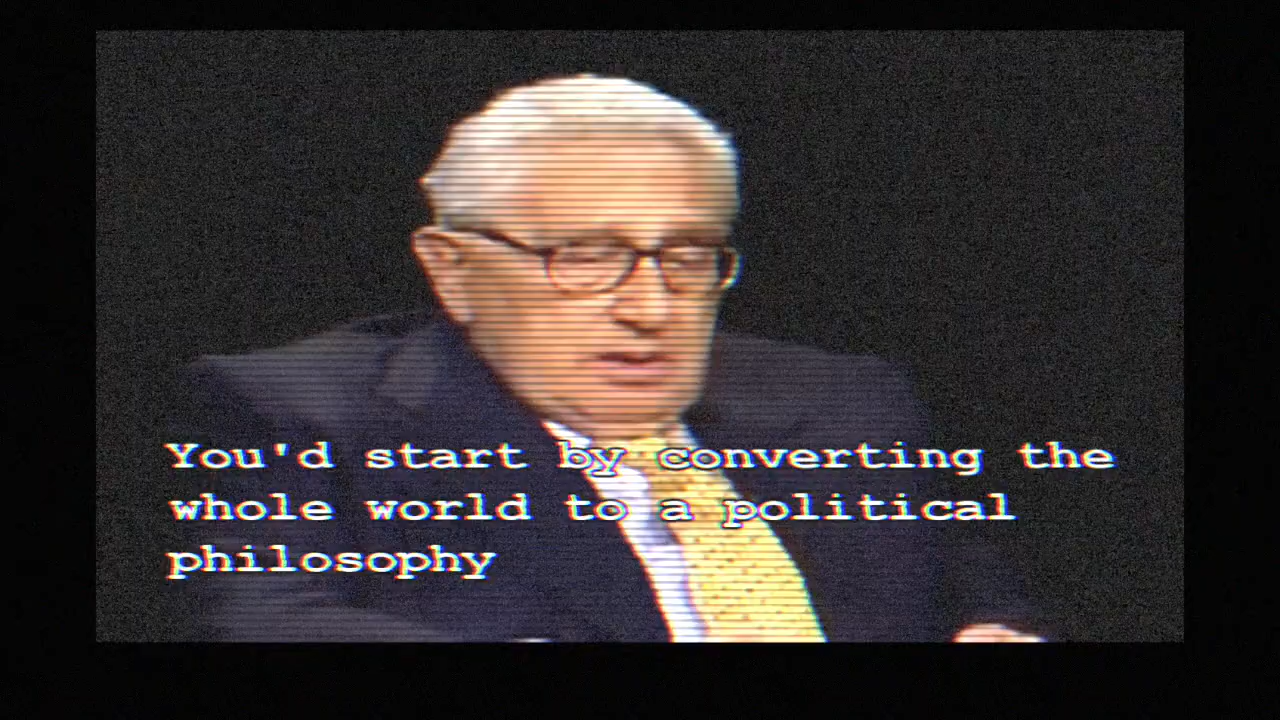 You'd start by converting the
whole world to a political
philosophy